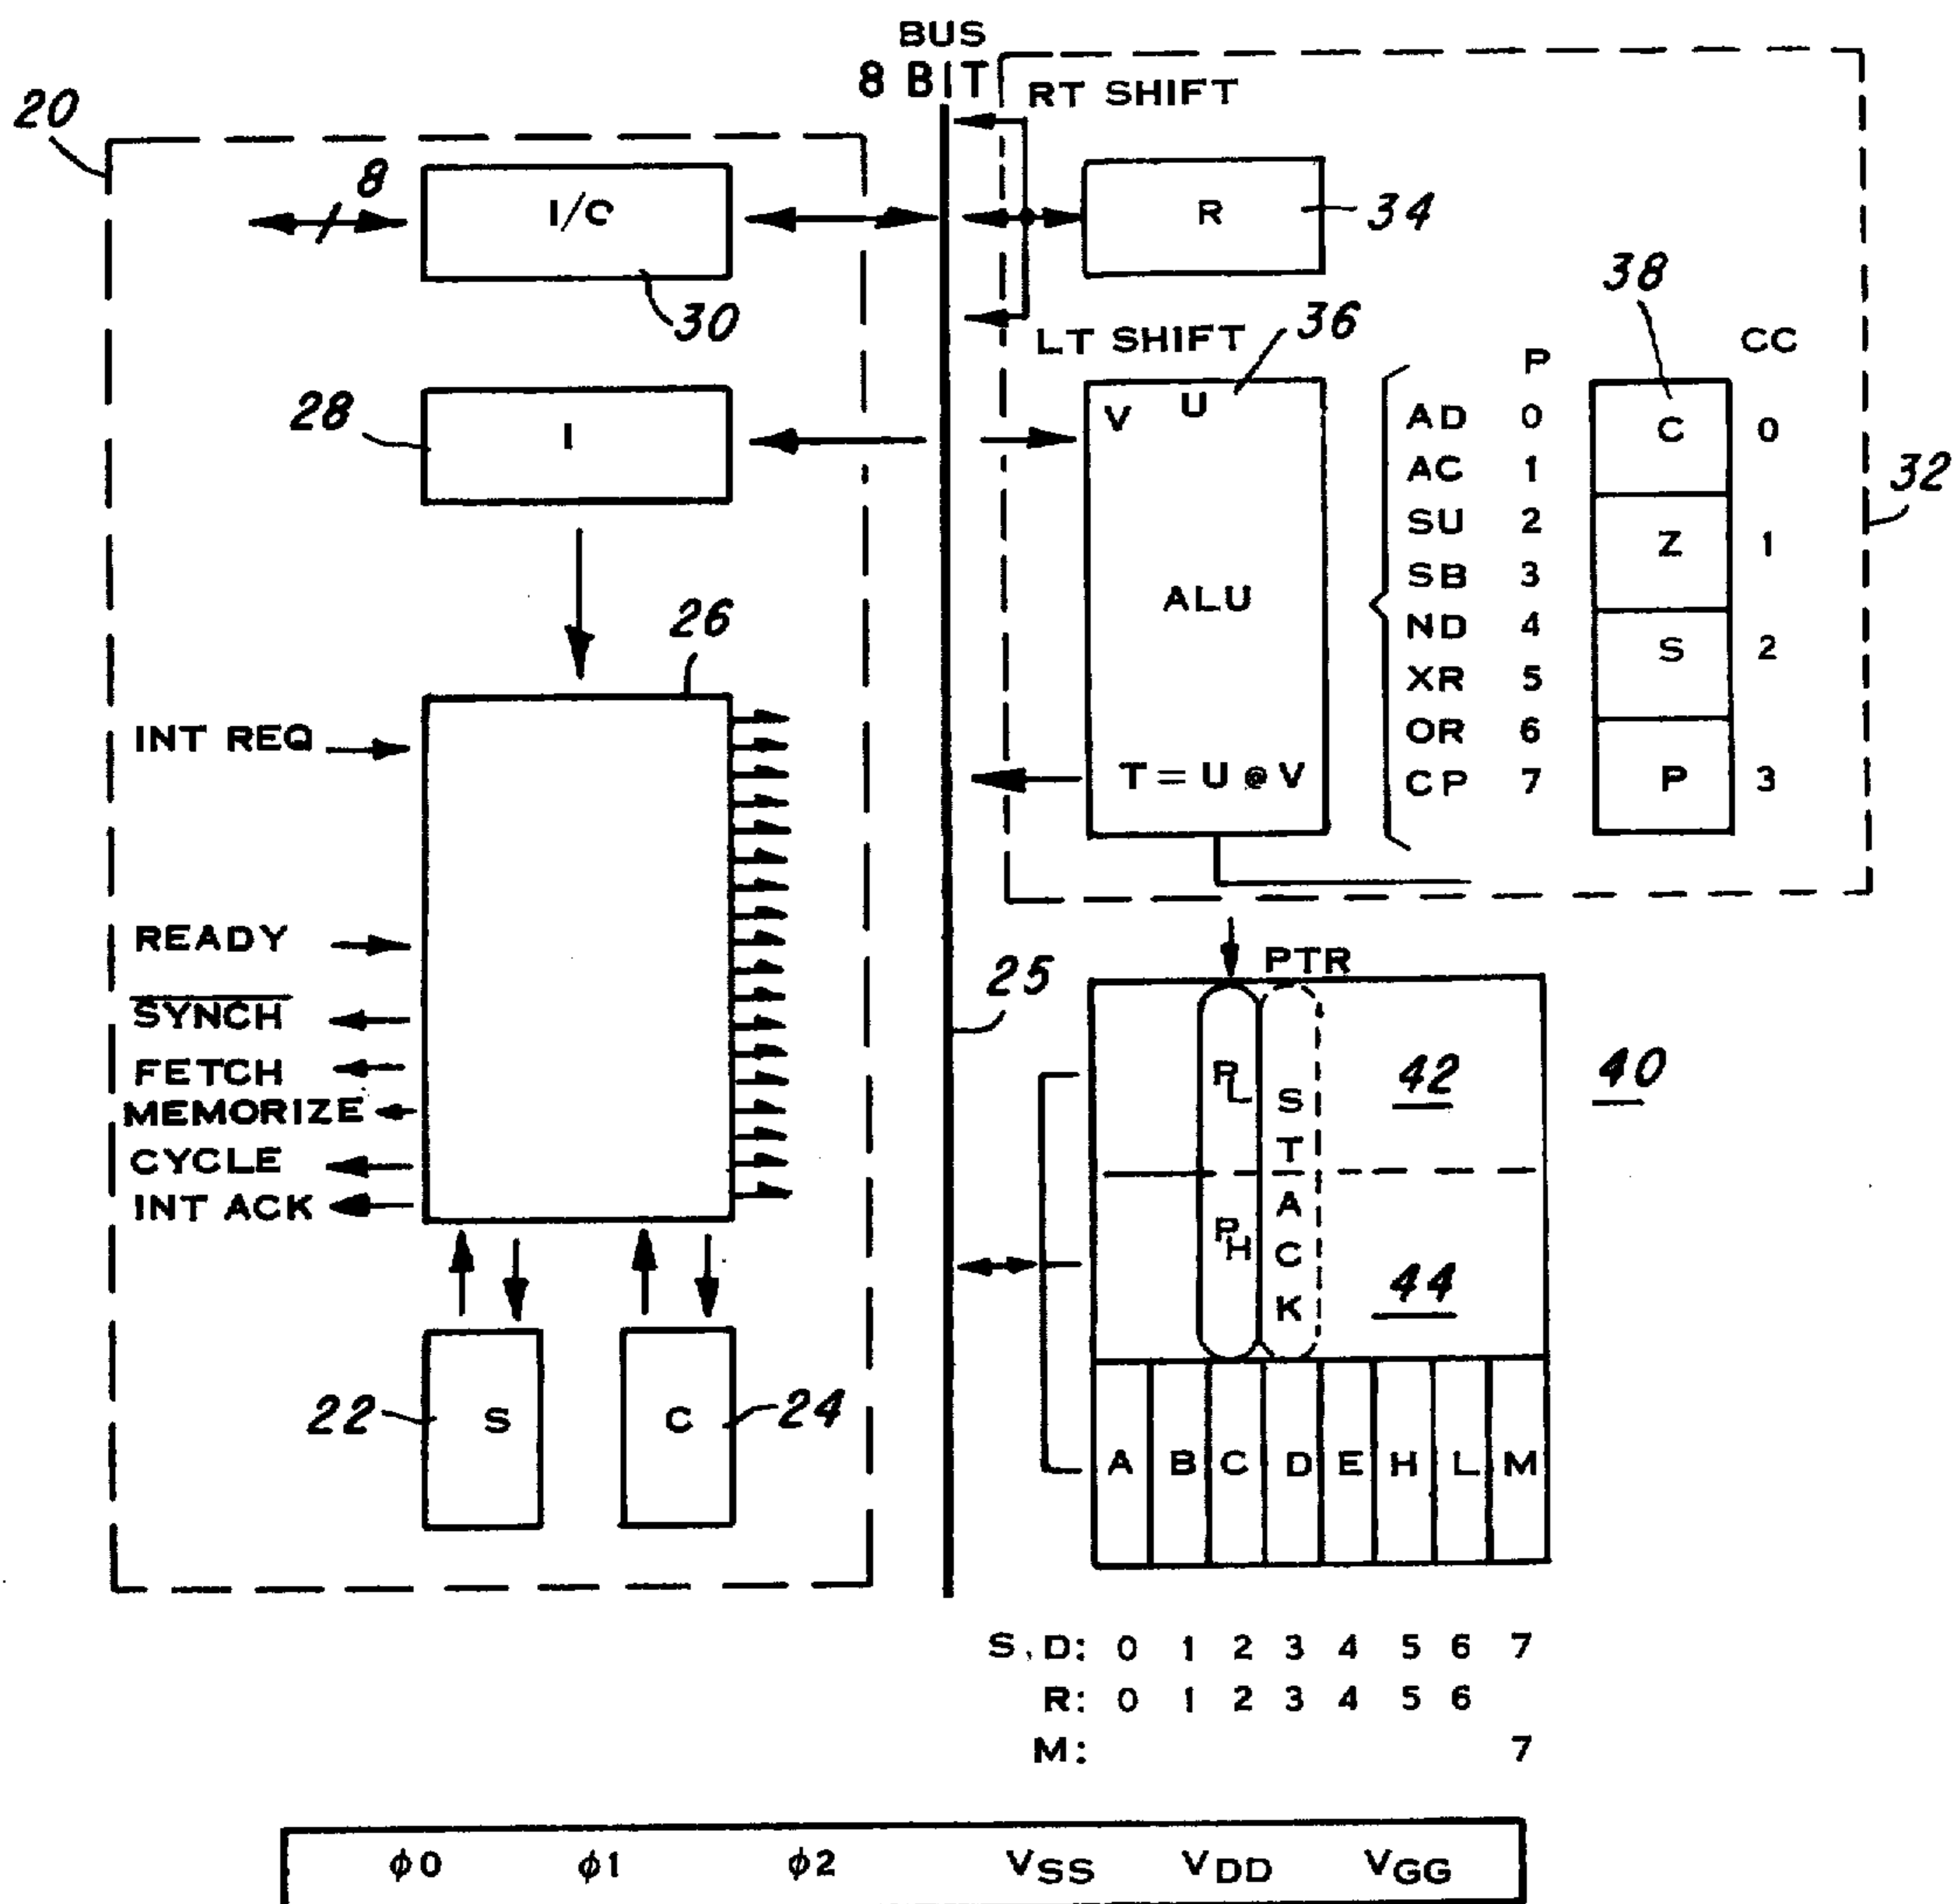 BUS
8 BIT
RT SHIFT
20
8
I/C
30
R
34
38
LT SHIFT
36
CC
P
28
I
V U
AD 0
AC 1
SU 2
SB 3
ND 4
XR 5
OR 6
CP 7
C 0
Z 1
S 2
P 3
32
ALU
T = U @ V
26
INT REQ
READY
SYNCH
FETCH
MEMORIZE
CYCLE
INT ACK
25
PTR
PL
PH
STACK
42
40
44
22
S
C
24
A B C D E H L M
S,D: 0 1 2 3 4 5 6 7
R: 0 1 2 3 4 5 6
M: 7
ϕ0 ϕ1 ϕ2 VSS VDD VGG